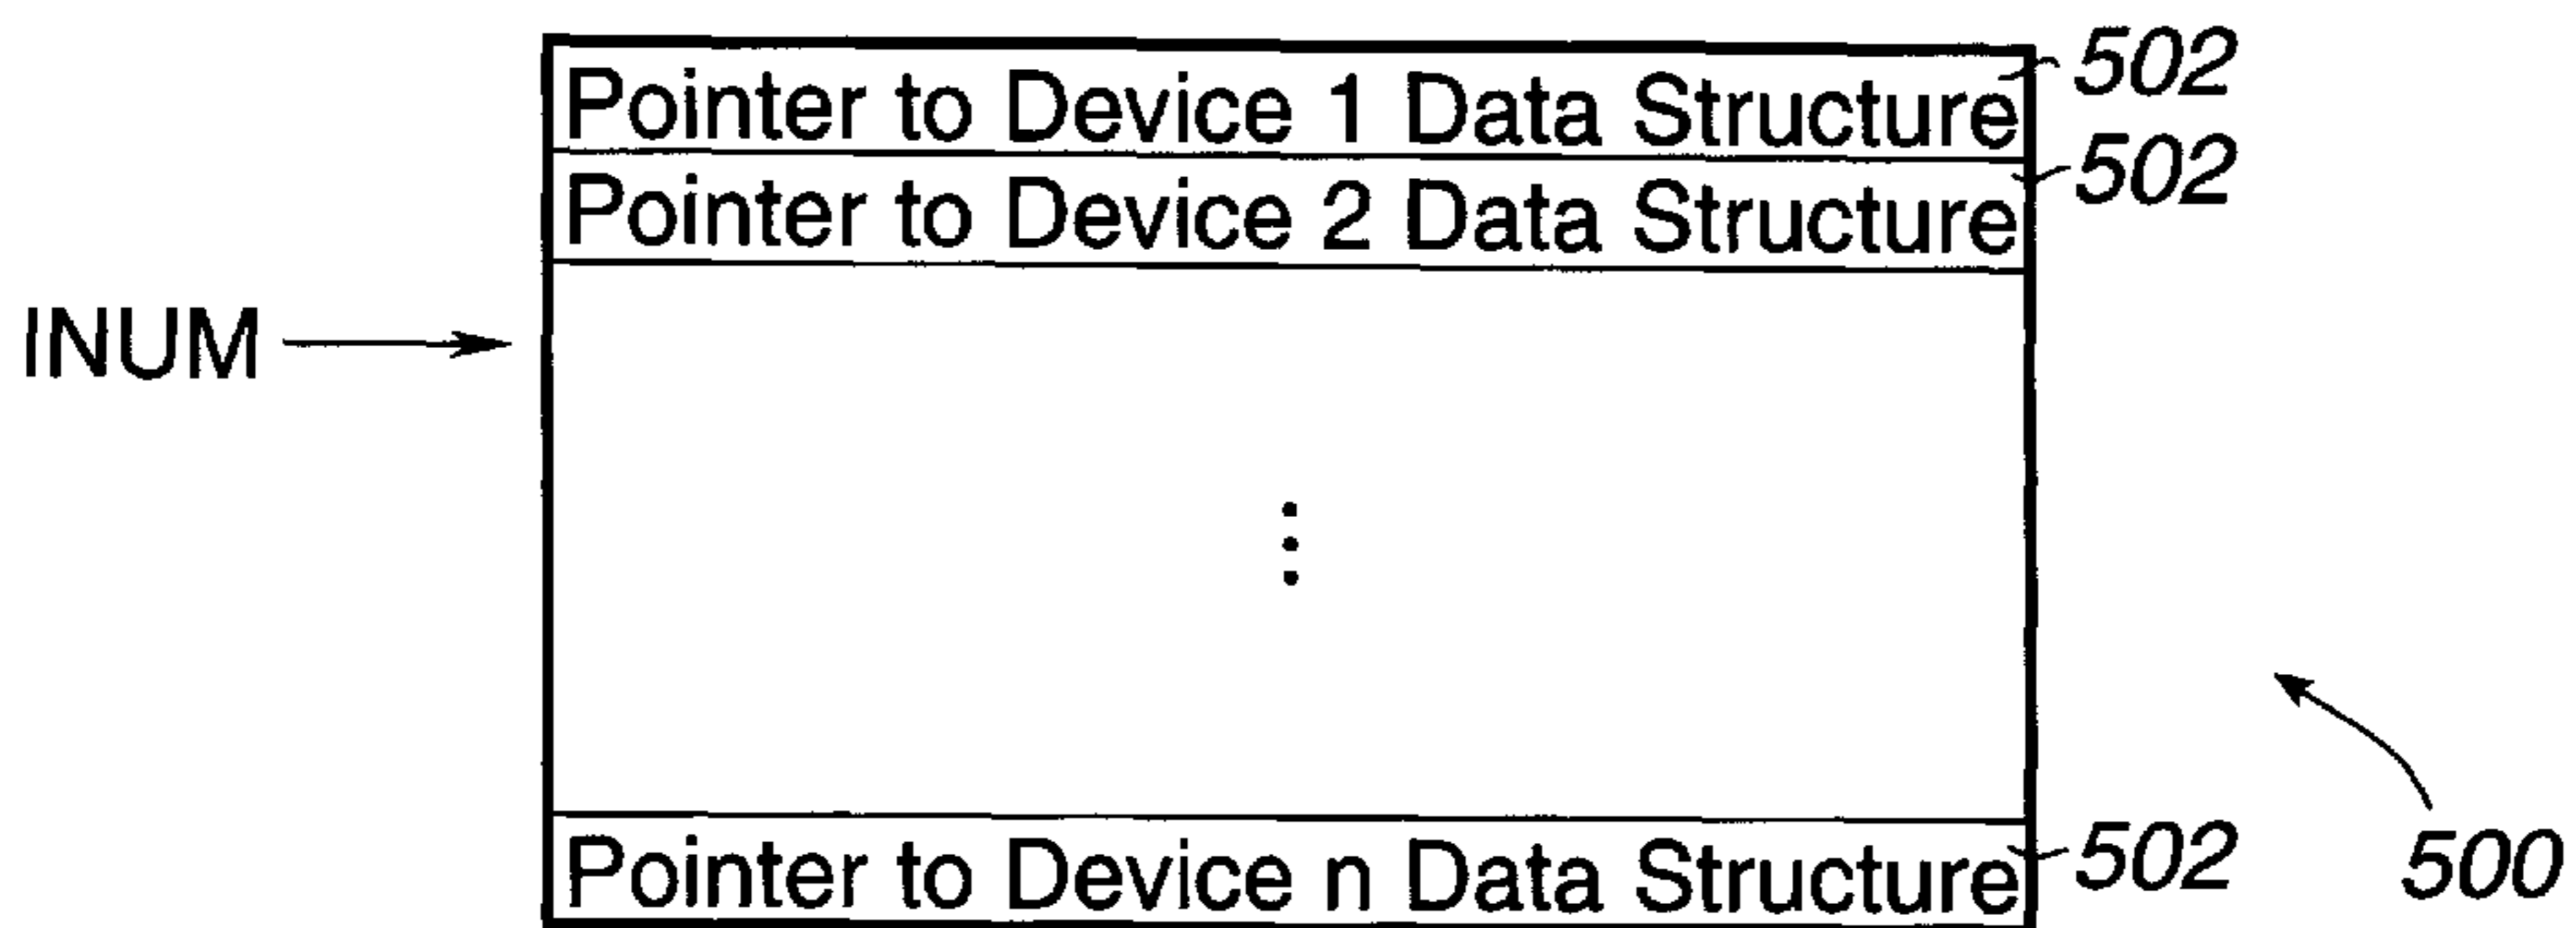 Pointer to Device 1 Data Structure 502
Pointer to Device 2 Data Structure 502
INUM
Pointer to Device n Data Structure 502
500